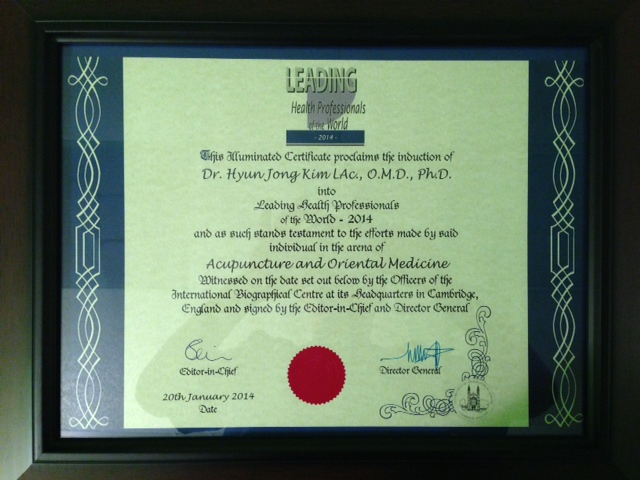 LEADING
Health Professionals
of the World
- 2014 -
This Illuminated Certificate proclaims the induction of
Dr. Hyun Jong Kim LAc., O.M.D., Ph.D.
into
Leading Health Professionals
of the World - 2014
and as such stands testament to the efforts made by said
individual in the arena of
Acupuncture and Oriental Medicine
Witnessed on the date set out below by the Officers of the
International Biographical Centre at its Headquarters in Cambridge,
England and signed by the Editor-in-Chief and Director General
Editor-in-Chief
Director General
20th January 2014
Date